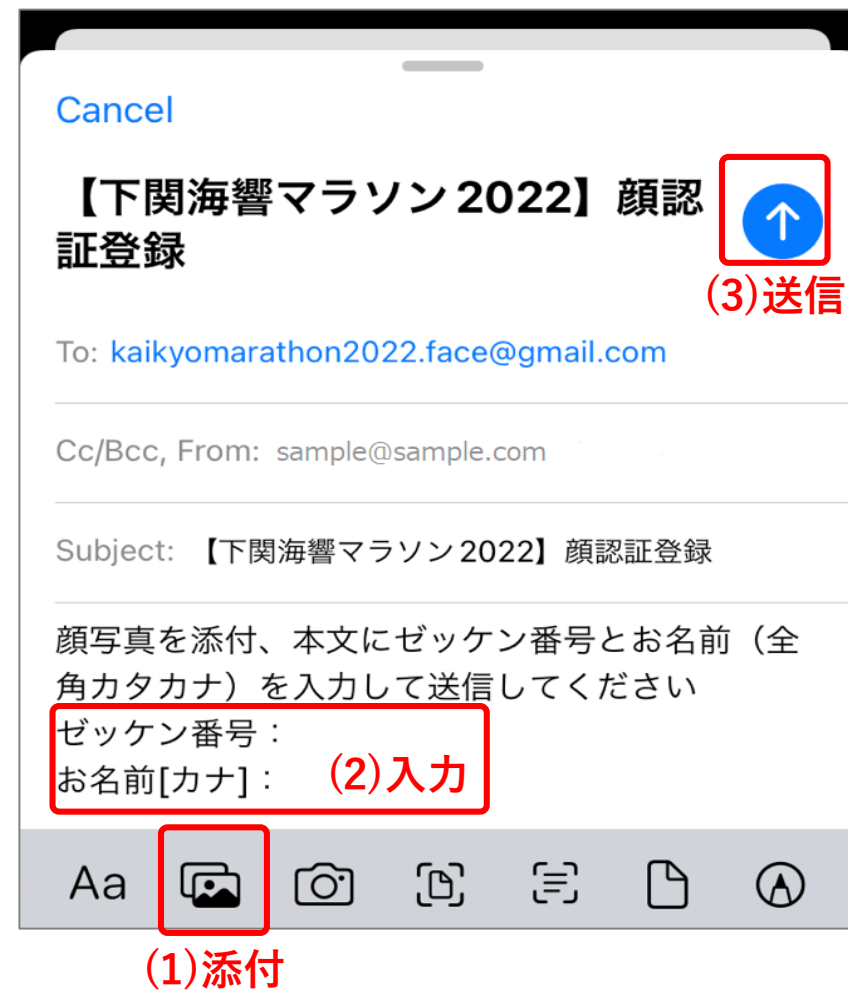 Cancel
【下関海響マラソン2022】顔認
証登録
(3)送信
To: kaikyomarathon2022.face@gmail.com
Cc/Bcc, From: sample@sample.com
Subject: 【下関海響マラソン2022】顔認証登録
顔写真を添付、本文にゼッケン番号とお名前（全
角カタカナ）を入力して送信してください
ゼッケン番号：
お名前[カナ]：
(2)入力
Aa
(1)添付